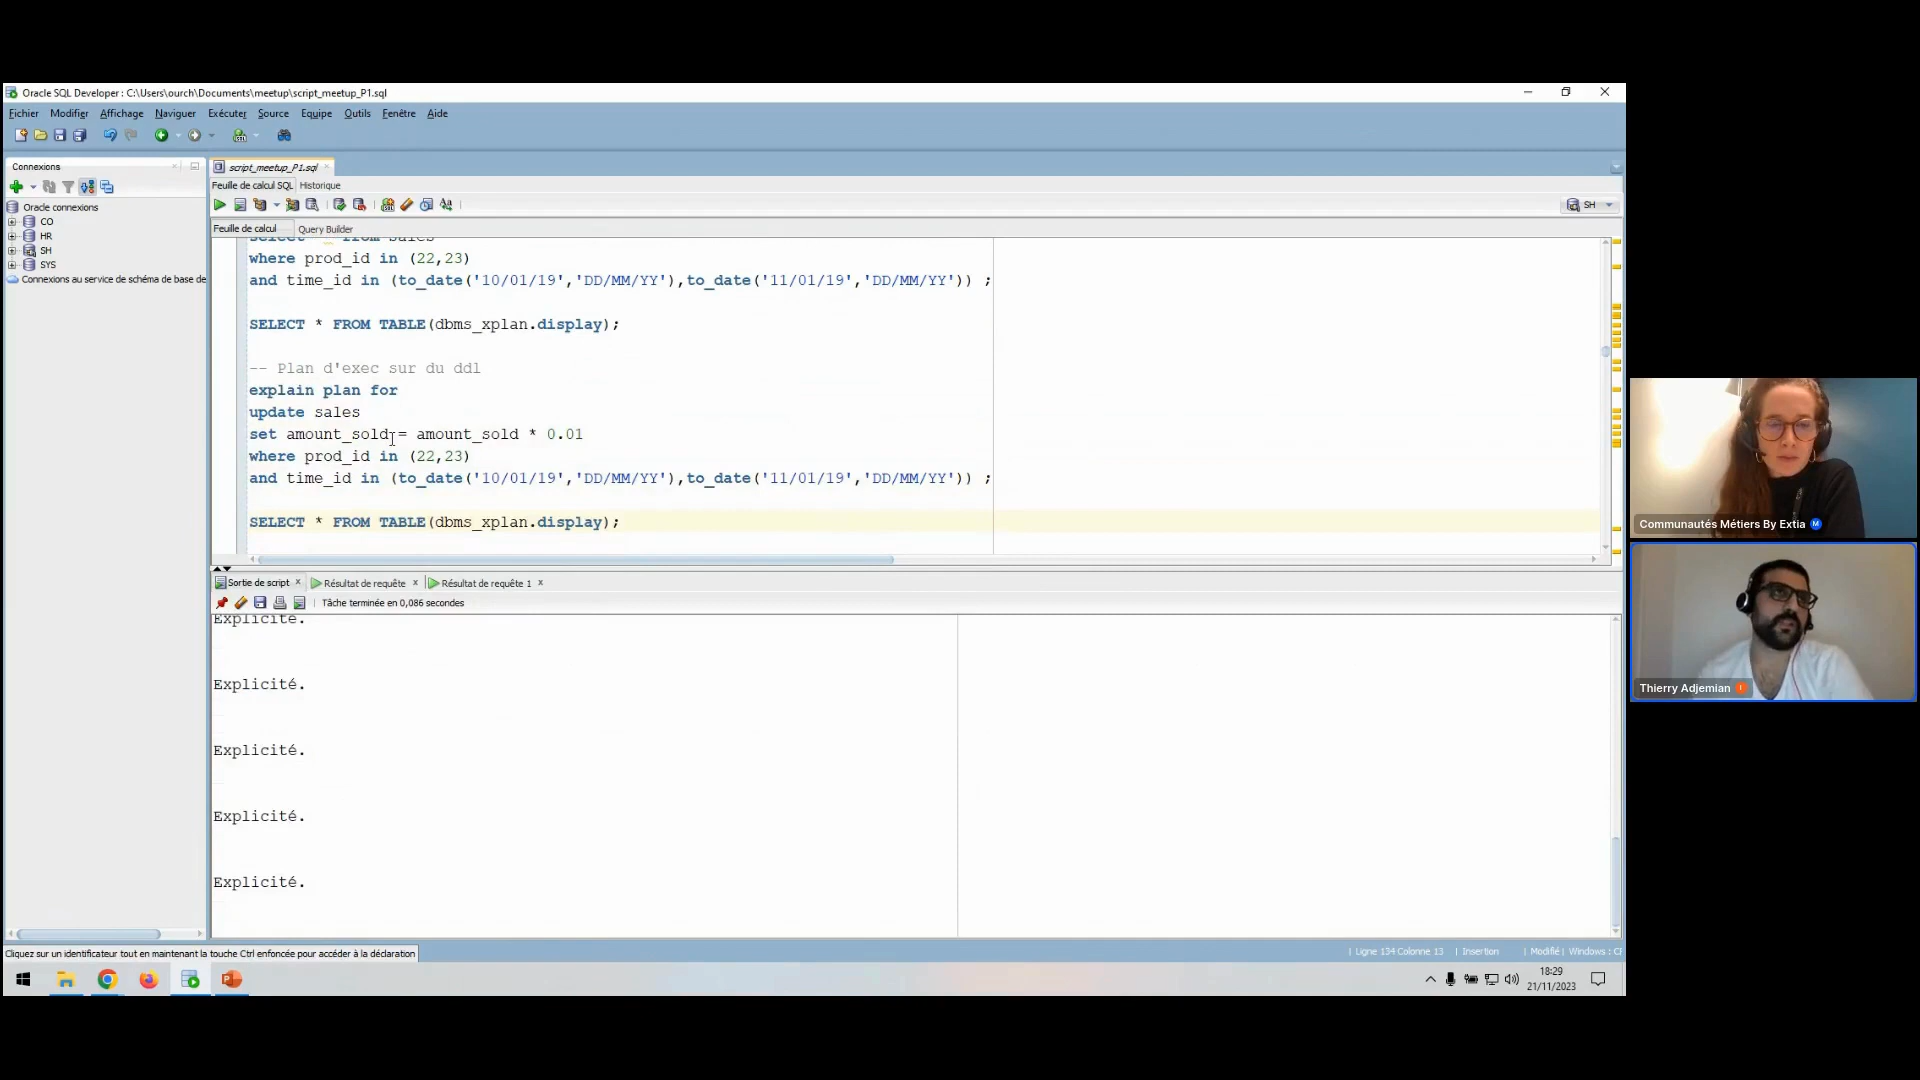 Oracle SQL Developer : C:\Users\ourch\Documents\meetup\script_meetup_P1.sql
Fichier Modifier Affichage Naviguer Exécuter Source Equipe Outils Fenêtre Aide
Connexions
script_meetup_P1.sql
Feuille de calcul SQL Historique
Oracle connexions
CO
HR
SH
SYS
Connexions au service de schéma de base de
SH
Feuille de calcul Query Builder
select * from sales
where prod_id in (22,23)
and time_id in (to_date('10/01/19','DD/MM/YY'),to_date('11/01/19','DD/MM/YY')) ;
SELECT * FROM TABLE(dbms_xplan.display);
-- Plan d'exec sur du ddl
explain plan for
update sales
set amount_sold = amount_sold * 0.01
where prod_id in (22,23)
and time_id in (to_date('10/01/19','DD/MM/YY'),to_date('11/01/19','DD/MM/YY')) ;
SELECT * FROM TABLE(dbms_xplan.display);
Sortie de script Résultat de requête Résultat de requête 1
Tâche terminée en 0,086 secondes
Explicité.
Explicité.
Explicité.
Explicité.
Explicité.
Cliquez sur un identificateur tout en maintenant la touche Ctrl enfoncée pour accéder à la déclaration
Ligne 134 Colonne 13 | Insertion | Modifié | Windows : CF
18:29
21/11/2023
Communautés Métiers By Extia M
Thierry Adjemian